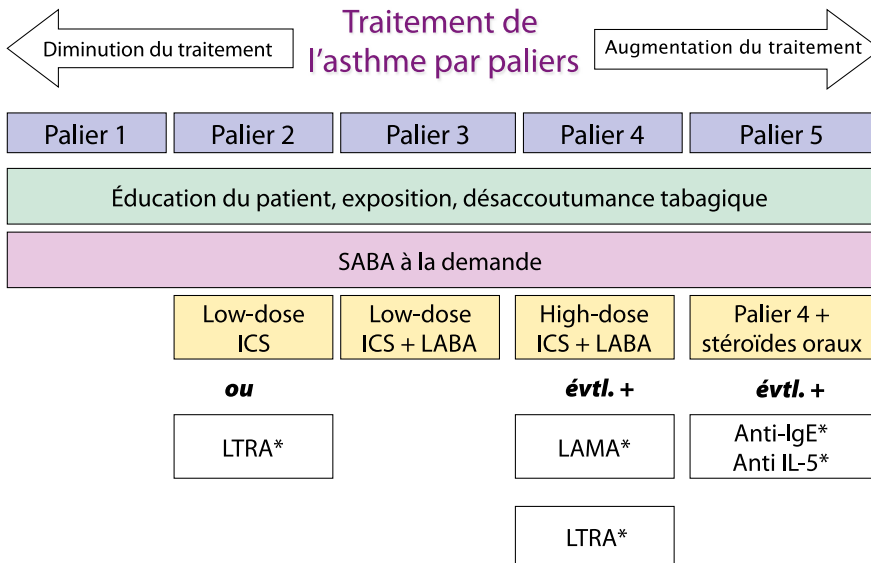 Traitement de
l'asthme par paliers
Diminution du traitement
Augmentation du traitement
Palier 1
Palier 2
Palier 3
Palier 4
Palier 5
Éducation du patient, exposition, désaccoutumance tabagique
SABA à la demande
Low-dose
ICS
Low-dose
ICS + LABA
High-dose
ICS + LABA
Palier 4 +
stéroïdes oraux
ou
évtl. +
évtl. +
LTRA*
LAMA*
Anti-IgE*
Anti IL-5*
LTRA*